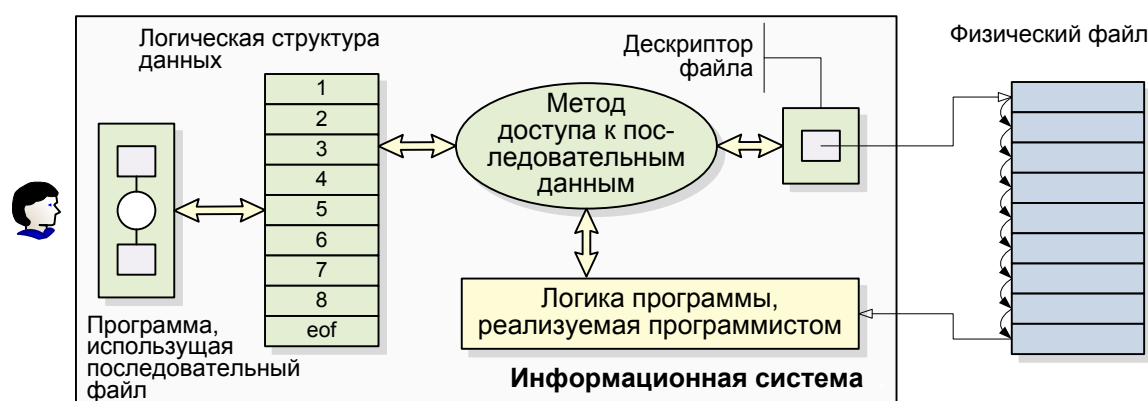 Логическая структура
данных
Дескриптор
файла
Физический файл
1
2
3
4
5
6
7
8
eof
Метод
доступа к пос-
ледовательным
данным
Логика программы,
реализуемая программистом
Программа,
использущая
последовательный
файл
Информационная система